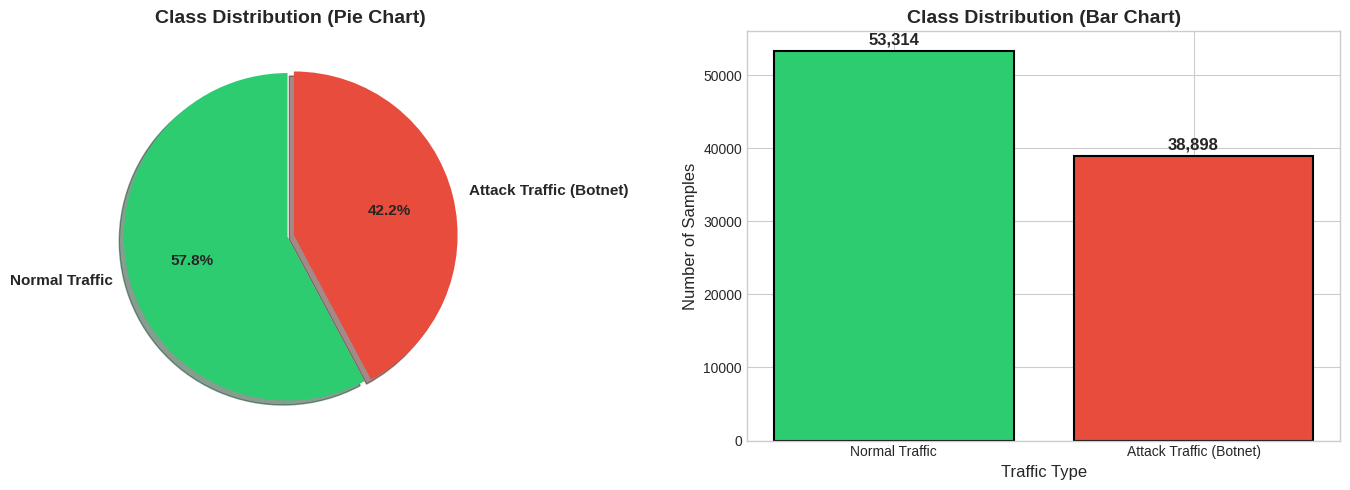 Class Distribution (Pie Chart)
Attack Traffic (Botnet)
42.2%
57.8%
Normal Traffic
Class Distribution (Bar Chart)
53,314
38,898
50000
40000
30000
20000
10000
0
Number of Samples
Normal Traffic
Attack Traffic (Botnet)
Traffic Type